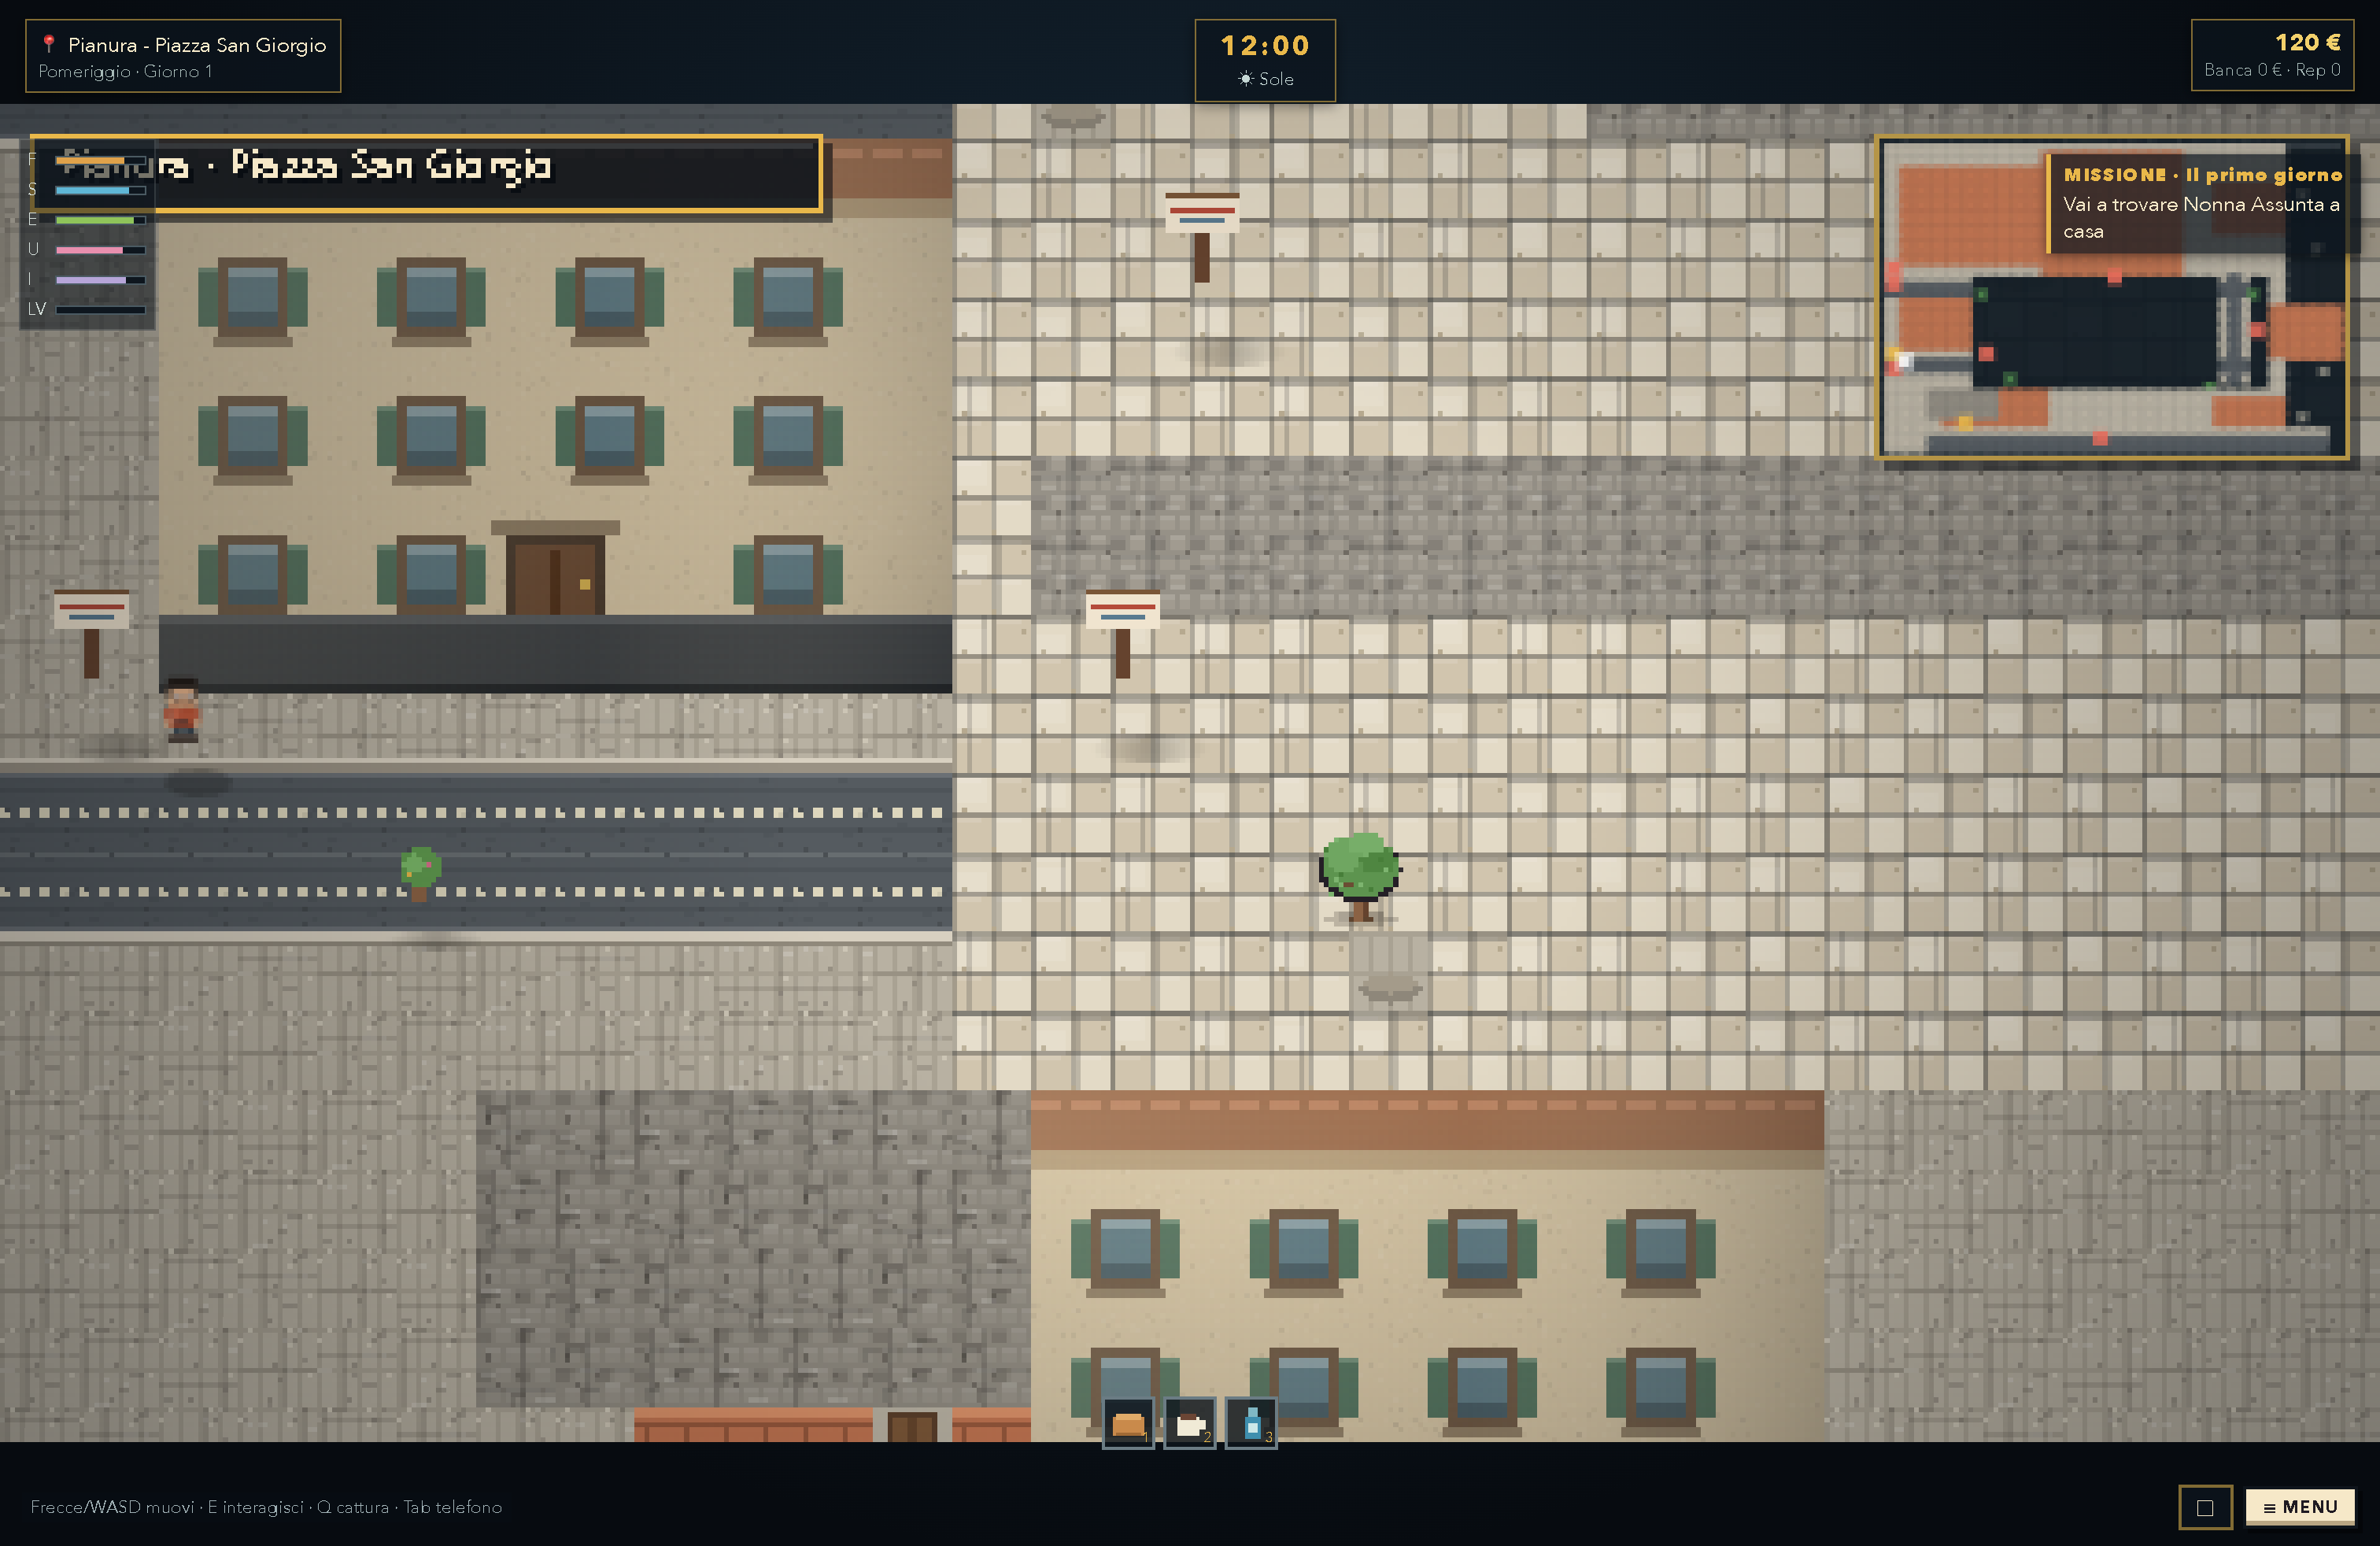 📍 Pianura - Piazza San Giorgio
Pomeriggio · Giorno 1
12:00
☀ Sole
120 €
Banca 0 € · Rep 0
Pianura · Piazza San Giorgio
F
S
E
U
I
LV
MISSIONE · Il primo giorno
Vai a trovare Nonna Assunta a
casa
1
2
3
Frecce/WASD muovi · E interagisci · Q cattura · Tab telefono
≡ MENU